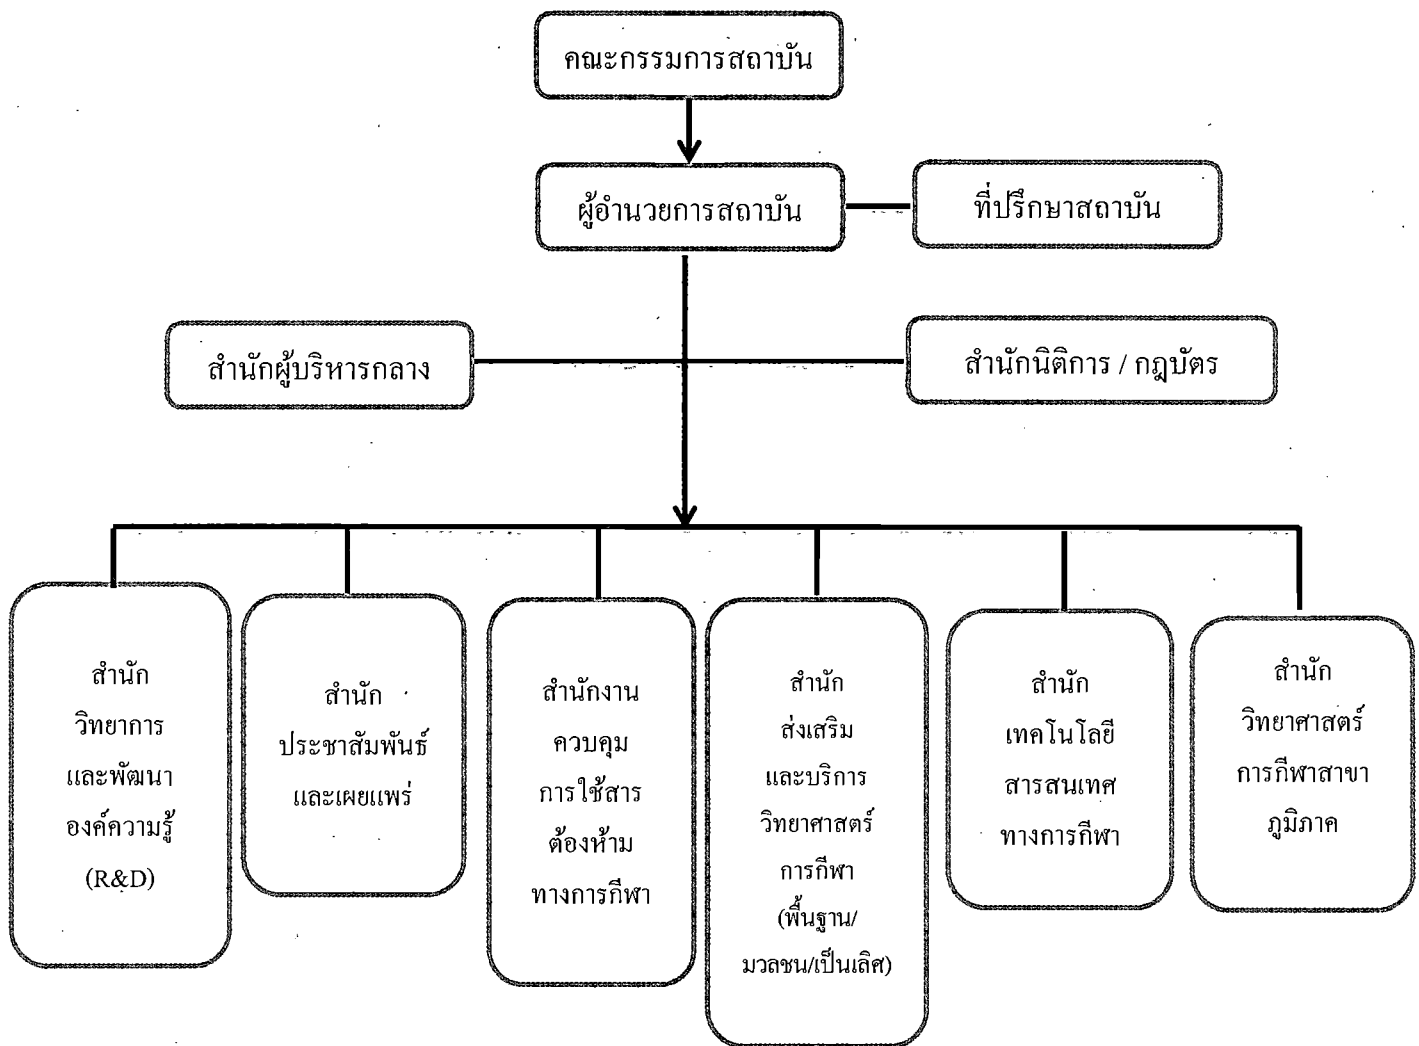 คณะกรรมการสถาบัน
ผู้อำนวยการสถาบัน
ที่ปรึกษาสถาบัน
สำนักผู้บริหารกลาง
สำนักนิติการ / กฎบัตร
สำนัก
วิทยาการ
และพัฒนา
องค์ความรู้
(R&D)
สำนัก
ประชาสัมพันธ์
และเผยแพร่
สำนักงาน
ควบคุม
การใช้สาร
ต้องห้าม
ทางการกีฬา
สำนัก
ส่งเสริม
และบริการ
วิทยาศาสตร์
การกีฬา
(พื้นฐาน/
มวลชน/เป็นเลิศ)
สำนัก
เทคโนโลยี
สารสนเทศ
ทางการกีฬา
สำนัก
วิทยาศาสตร์
การกีฬาสาขา
ภูมิภาค